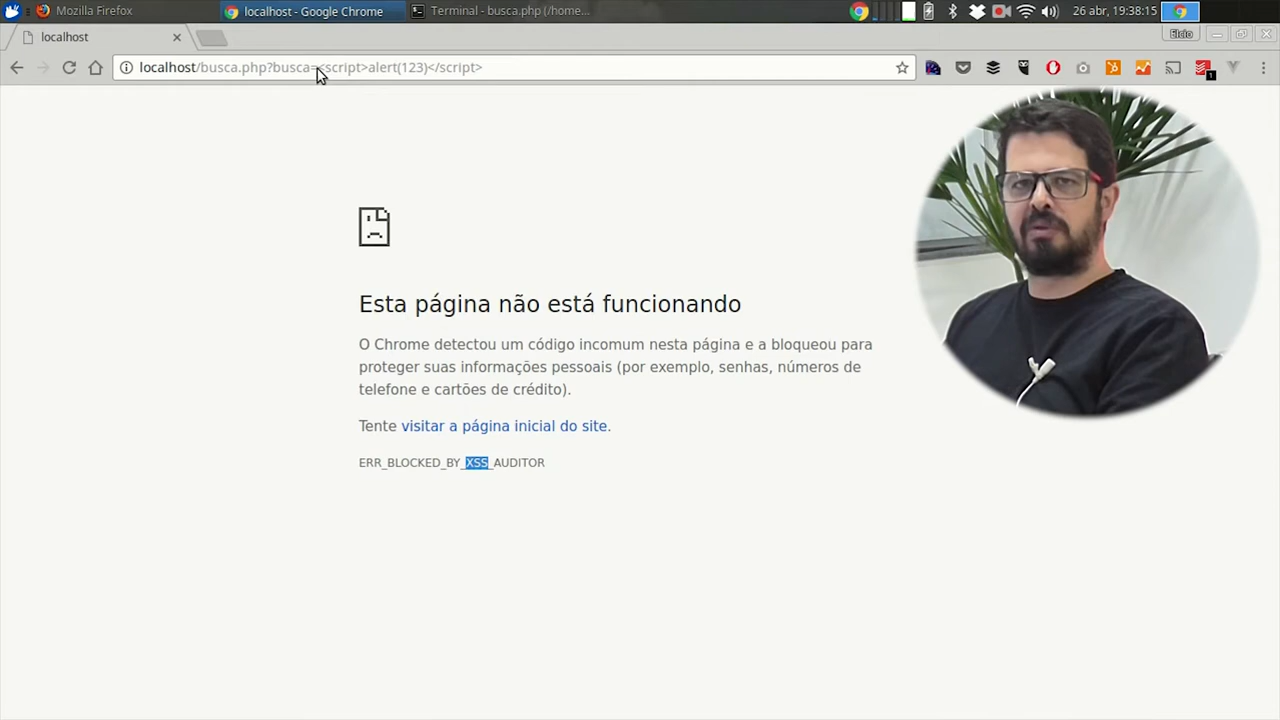 Mozilla Firefox
localhost - Google Chrome
Terminal - busca.php (/home...
26 abr, 19:38:15
localhost
Elcio
localhost/busca.php?busca=<script>alert(123)</script>
1
Esta página não está funcionando
O Chrome detectou um código incomum nesta página e a bloqueou para
proteger suas informações pessoais (por exemplo, senhas, números de
telefone e cartões de crédito).
Tente visitar a página inicial do site.
ERR_BLOCKED_BY_XSS_AUDITOR